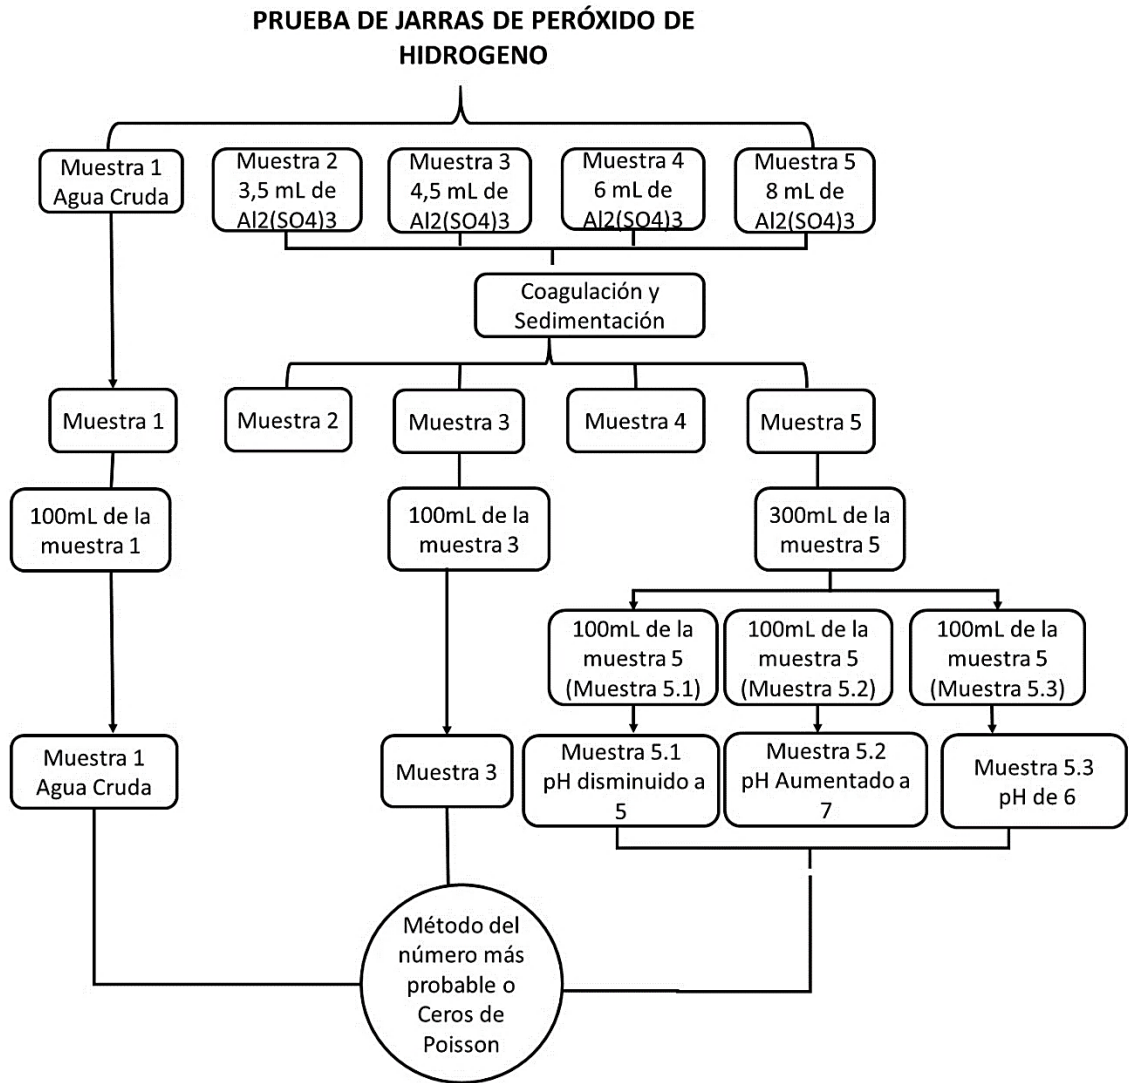 PRUEBA DE JARRAS DE PERÓXIDO DE
HIDROGENO
Muestra 1
Agua Cruda
Muestra 2
3,5 mL de
Al2(SO4)3
Muestra 3
4,5 mL de
Al2(SO4)3
Muestra 4
6 mL de
Al2(SO4)3
Muestra 5
8 mL de
Al2(SO4)3
Coagulación y
Sedimentación
Muestra 1
Muestra 2
Muestra 3
Muestra 4
Muestra 5
100mL de la
muestra 1
100mL de la
muestra 3
300mL de la
muestra 5
100mL de la
muestra 5
(Muestra 5.1)
100mL de la
muestra 5
(Muestra 5.2)
100mL de la
muestra 5
(Muestra 5.3)
Muestra 1
Agua Cruda
Muestra 3
Muestra 5.1
pH disminuido a
5
Muestra 5.2
pH Aumentado a
7
Muestra 5.3
pH de 6
Método del
número más
probable o
Ceros de
Poisson